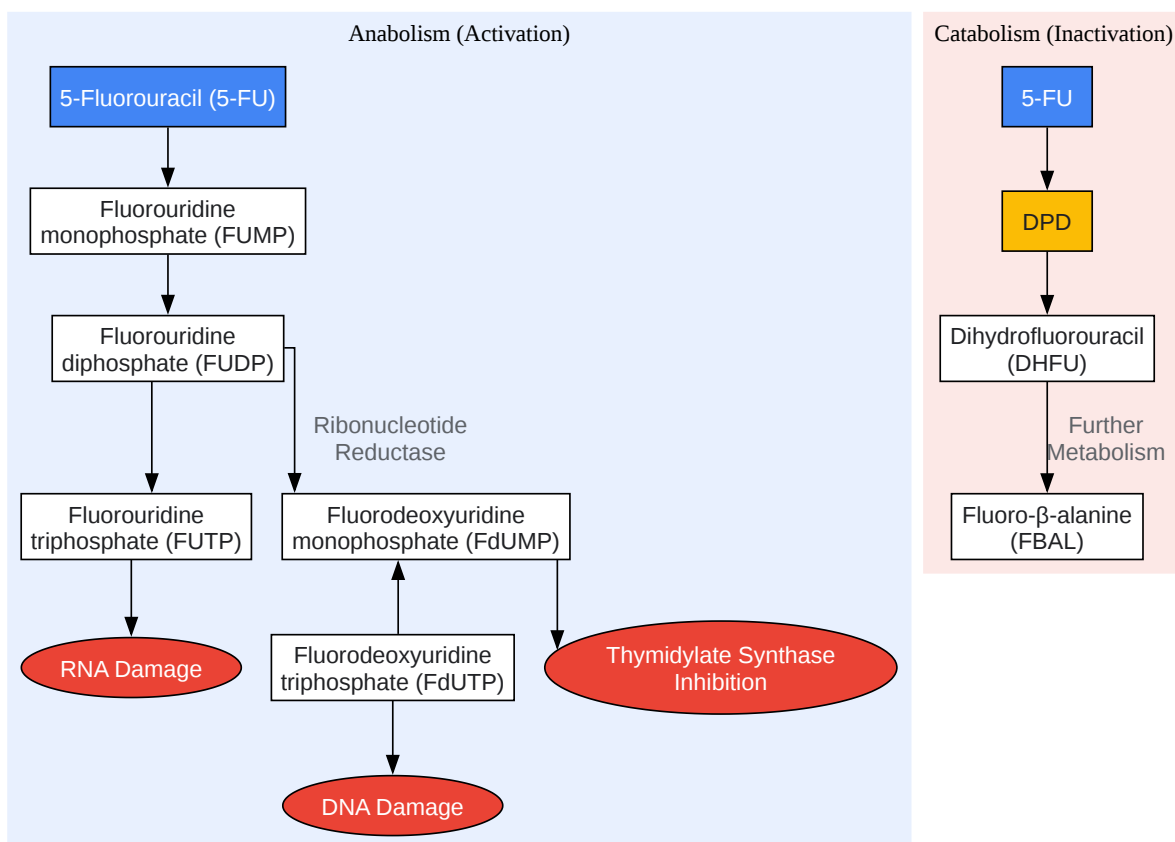 Anabolism (Activation)
5-Fluorouracil (5-FU)
Fluorouridine
monophosphate (FUMP)
Fluorouridine
diphosphate (FUDP)
Ribonucleotide
Reductase
Fluorouridine
triphosphate (FUTP)
Fluorodeoxyuridine
monophosphate (FdUMP)
RNA Damage
Fluorodeoxyuridine
triphosphate (FdUTP)
Thymidylate Synthase
Inhibition
DNA Damage
Catabolism (Inactivation)
5-FU
DPD
Dihydrofluorouracil
(DHFU)
Further
Metabolism
Fluoro-β-alanine
(FBAL)